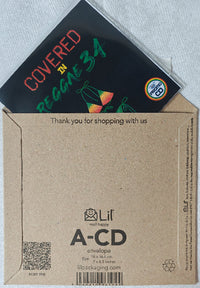 COVERED
IN
REGGAE 34
Thank you for shopping with us
Lil
A-CD
envelope
lilpackaging.com